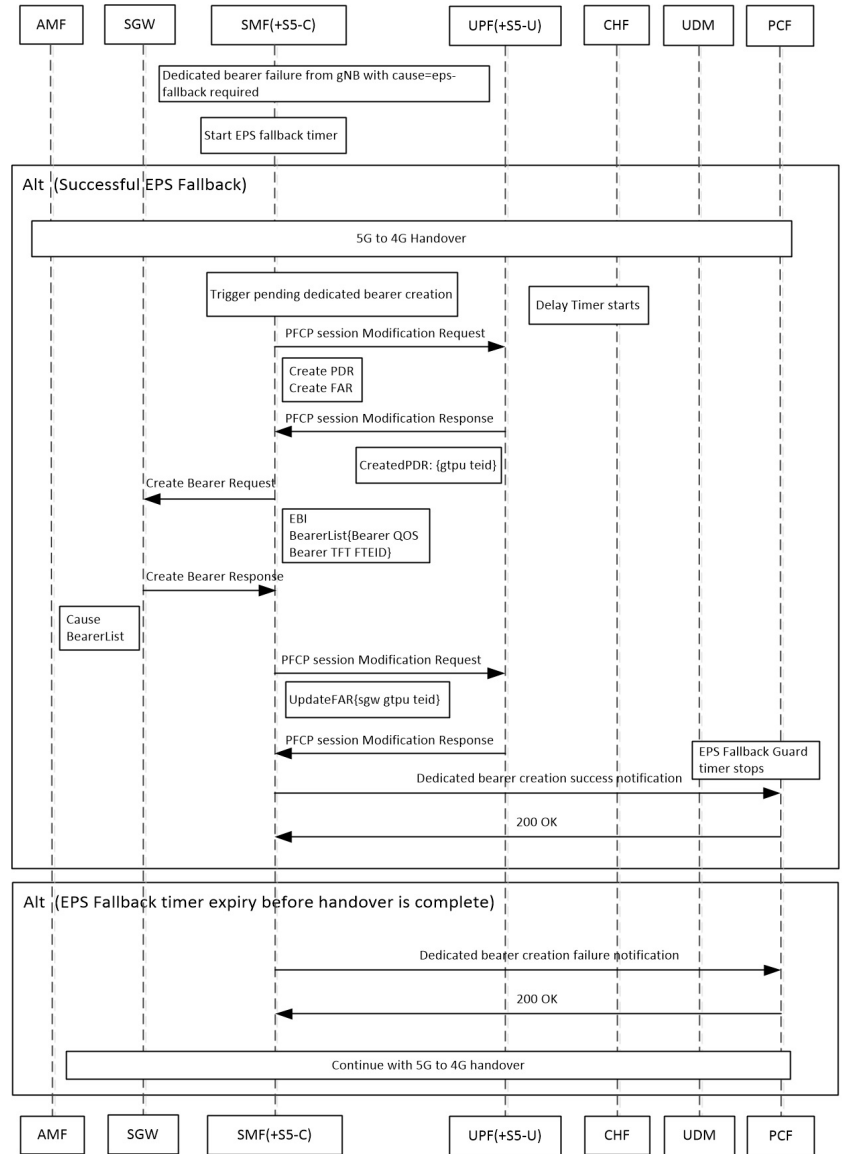 AMF
SGW
SMF(+S5-C)
UPF(+S5-U)
CHF
UDM
PCF
Dedicated bearer failure from gNB with cause=eps-
fallback required
Start EPS fallback timer
Alt (Successful EPS Fallback)
5G to 4G Handover
Trigger pending dedicated bearer creation
Delay Timer starts
PFCP session Modification Request
Create PDR
Create FAR
PFCP session Modification Response
CreatedPDR: {gtpu teid}
Create Bearer Request
EBI
BearerList{Bearer QOS
Bearer TFT FTEID}
Create Bearer Response
Cause
BearerList
PFCP session Modification Request
UpdateFAR{sgw gtpu teid}
PFCP session Modification Response
EPS Fallback Guard
timer stops
Dedicated bearer creation success notification
200 OK
Alt (EPS Fallback timer expiry before handover is complete)
Dedicated bearer creation failure notification
200 OK
Continue with 5G to 4G handover
AMF
SGW
SMF(+S5-C)
UPF(+S5-U)
CHF
UDM
PCF